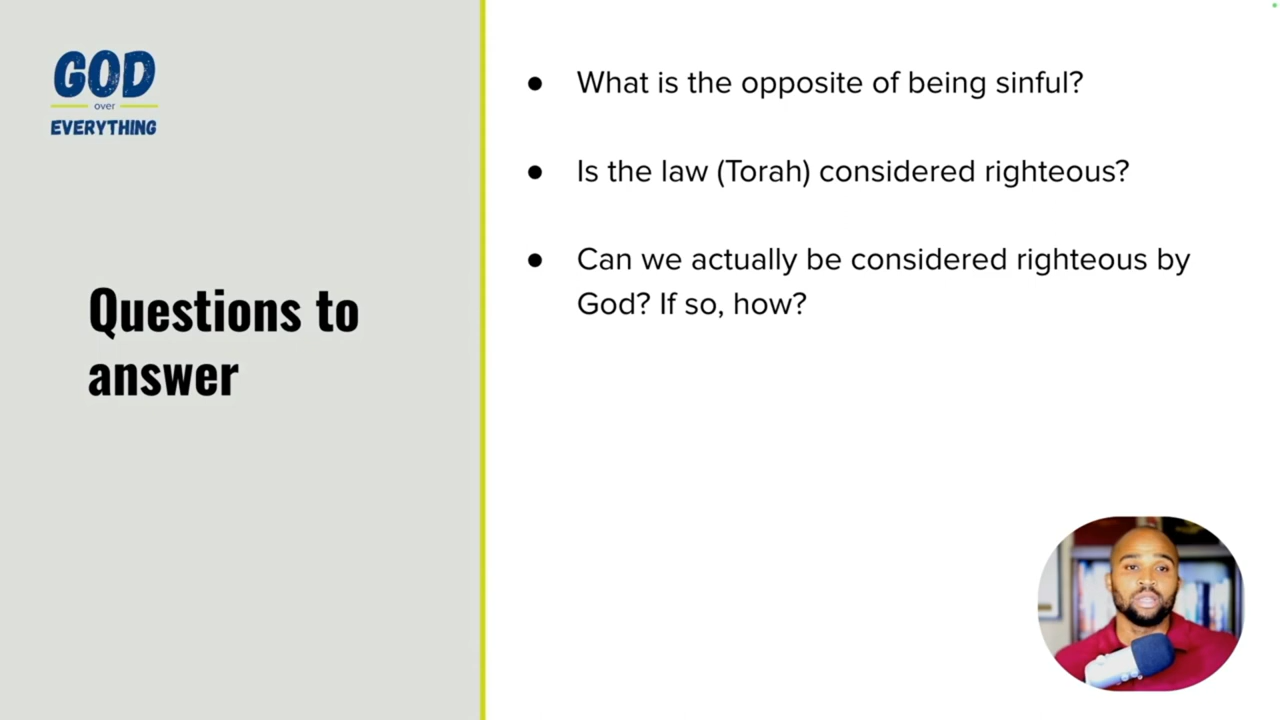 GOD
over
EVERYTHING
Questions to
answer
● What is the opposite of being sinful?
● Is the law (Torah) considered righteous?
● Can we actually be considered righteous by
God? If so, how?